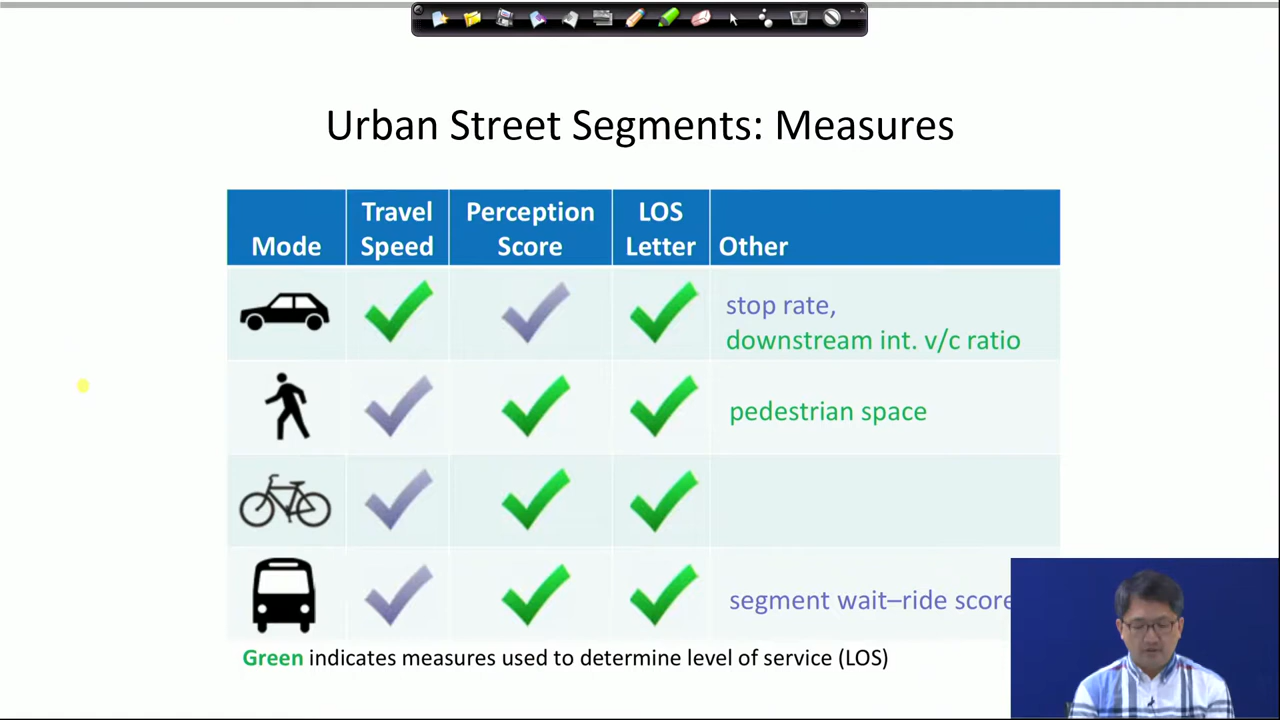 Urban Street Segments: Measures
Mode
Travel Speed
Perception Score
LOS Letter
Other
stop rate,
downstream int. v/c ratio
pedestrian space
segment wait–ride score
Green indicates measures used to determine level of service (LOS)